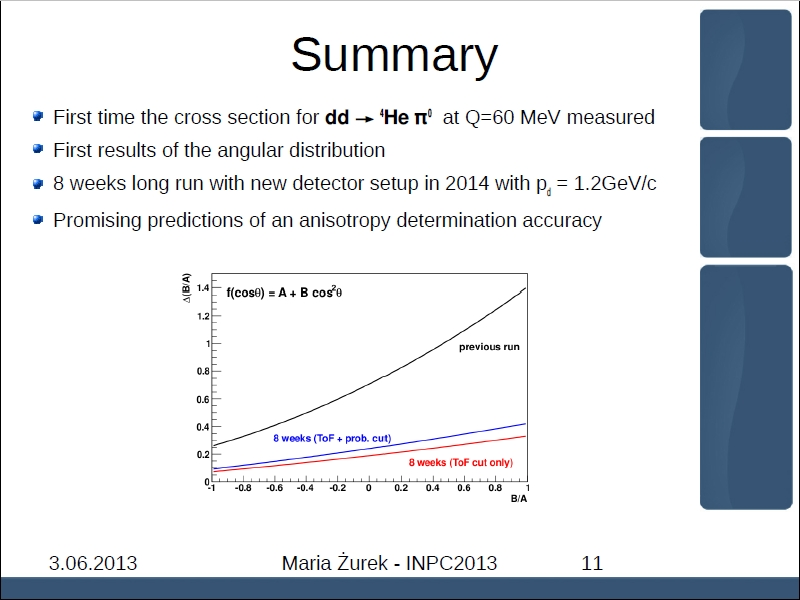 Summary
First time the cross section for dd → ⁴He π⁰ at Q=60 MeV measured
First results of the angular distribution
8 weeks long run with new detector setup in 2014 with p_d = 1.2GeV/c
Promising predictions of an anisotropy determination accuracy
Δ(B/A)
f(cosθ) = A + B cos²θ
1.4
1.2
1
0.8
0.6
0.4
0.2
0
previous run
8 weeks (ToF + prob. cut)
8 weeks (ToF cut only)
-1 -0.8 -0.6 -0.4 -0.2 0 0.2 0.4 0.6 0.8 1
B/A
3.06.2013 Maria Żurek - INPC2013 11